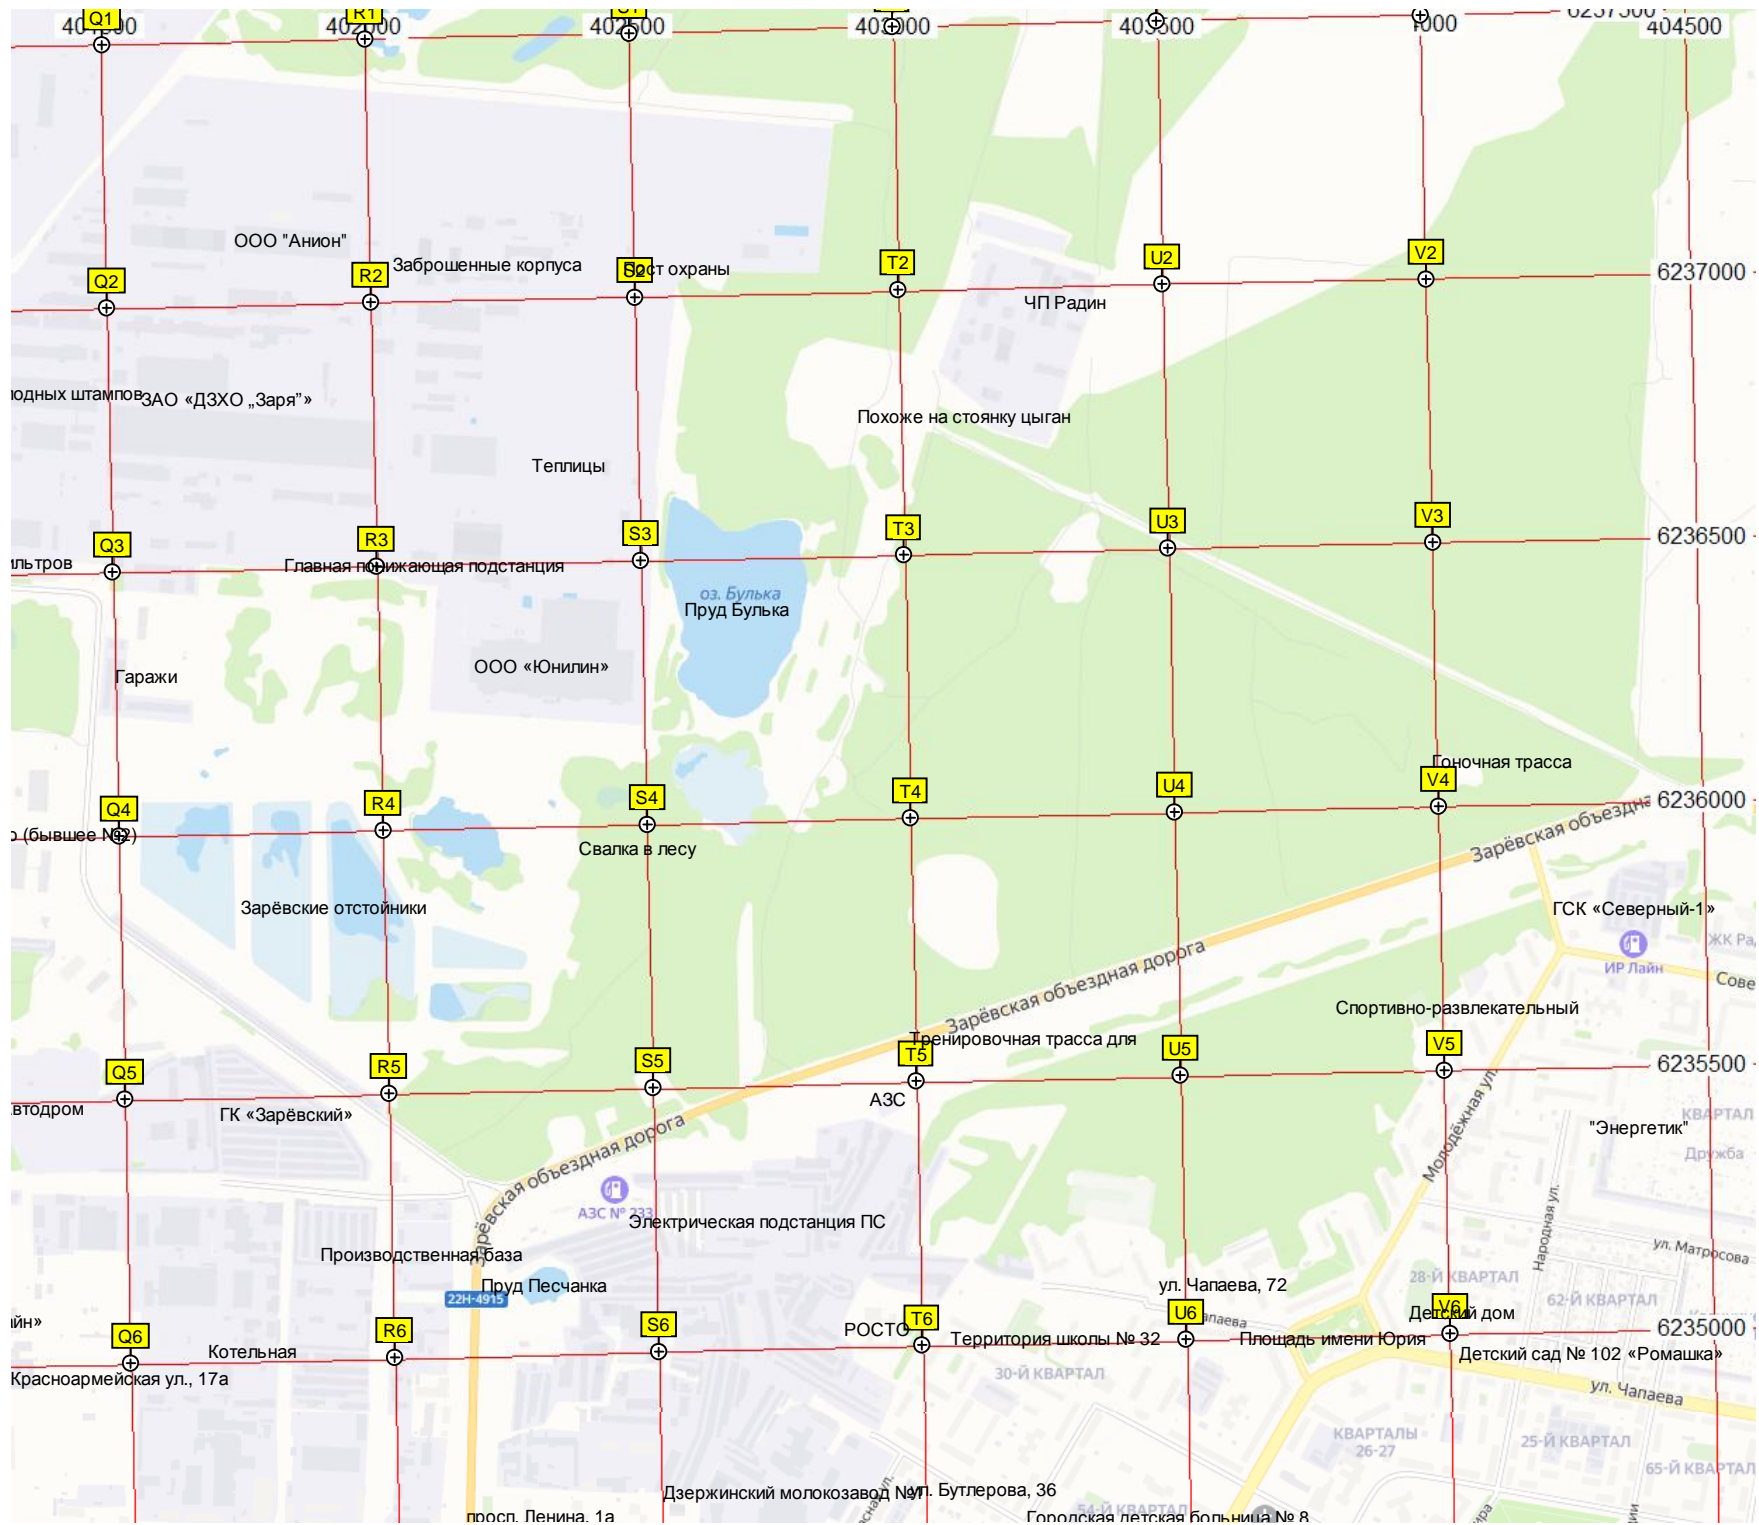 Q1
R1
402500
403500
404500
6237500
ООО "Анион"
Заброшенные корпуса
Пост охраны
Q2
R2
S2
T2
U2
V2
6237000
ЧП Радин
ЗАО «ДЗХО „Заря”»
Похоже на стоянку цыган
Теплицы
Q3
R3
S3
T3
U3
V3
6236500
Главная понижающая подстанция
оз. Булька
Пруд Булька
ООО «Юнилин»
Гаражи
Гоночная трасса
Q4
R4
S4
T4
U4
V4
6236000
(бывшее №2)
Свалка в лесу
Зарёвская объездная
Зарёвские отстойники
ГСК «Северный-1»
ИР Лайн
Зарёвская объездная дорога
Спортивно-развлекательный
Тренировочная трасса для
Q5
R5
S5
T5
U5
V5
6235500
АЗС
ГК «Зарёвский»
"Энергетик"
КВАРТАЛ
Дружба
Молодёжная ул.
Зарёвская объездная дорога
АЗС № 233
Электрическая подстанция ПС
Народная ул.
ул. Матросова
Производственная база
Пруд Песчанка
22Н-4915
28-Й КВАРТАЛ
62-Й КВАРТАЛ
ул. Чапаева, 72
Детский дом
Q6
R6
S6
T6
U6
V6
6235000
РОСТО
Территория школы № 32
Площадь имени Юрия
Котельная
Детский сад № 102 «Ромашка»
Красноармейская ул., 17а
30-Й КВАРТАЛ
ул. Чапаева
КВАРТАЛЫ
26-27
25-Й КВАРТАЛ
65-Й КВАРТАЛ
Дзержинский молокозавод №1
ул. Бутлерова, 36
54-Й КВАРТАЛ
просп. Ленина, 1а
Городская детская больница № 8